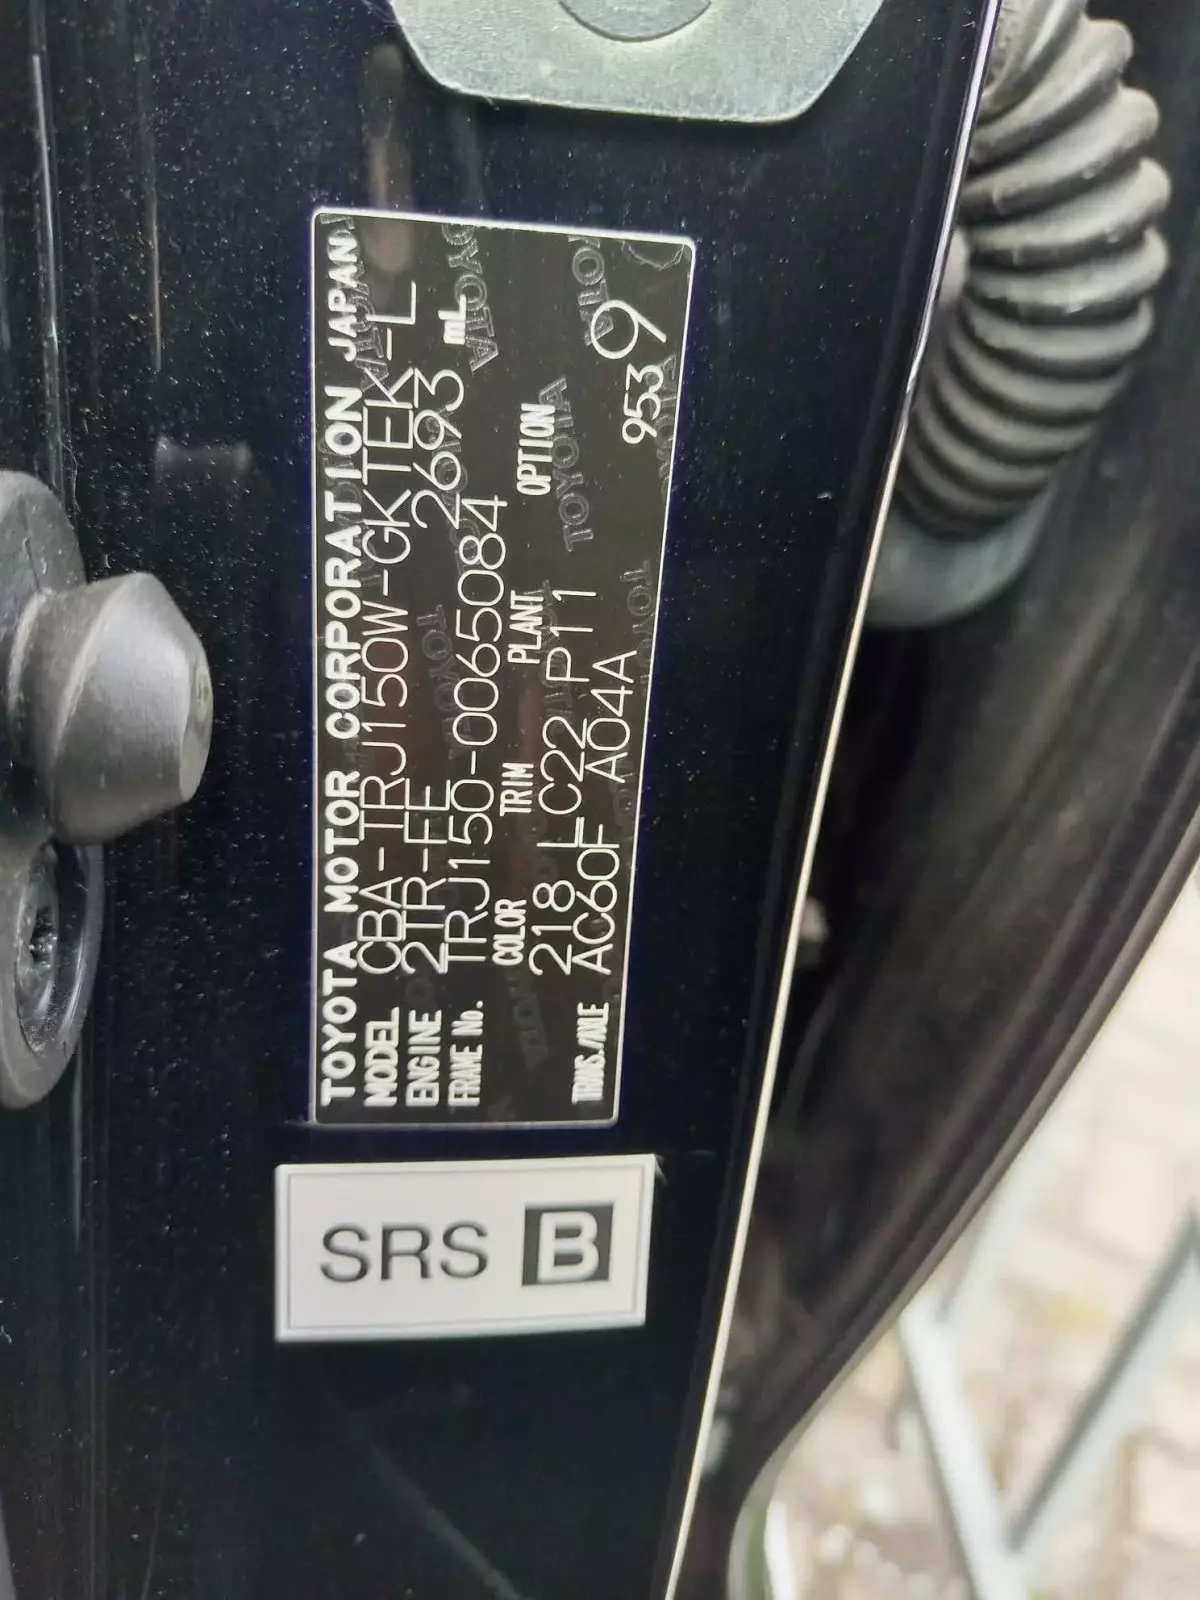 TOYOTA MOTOR CORPORATION JAPAN
MODEL CBA-TRJ150W-GKTEK-L
ENGINE 2TR-FE 2693 mL
FRAME No. TRJ150-0065084
COLOR TRIM PLANT OPTION
218 LC22 P11
TRANS./AXLE AC60F A04A 953 9
SRS B